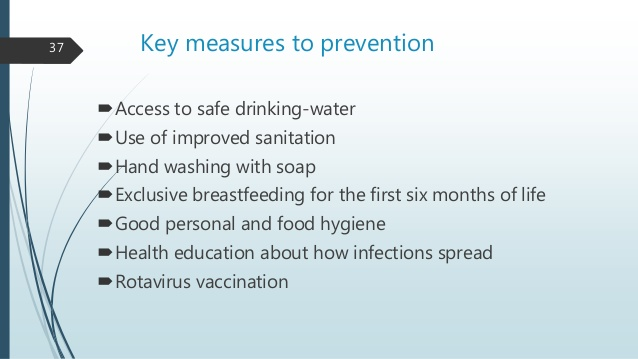 37
Key measures to prevention
Access to safe drinking-water
Use of improved sanitation
Hand washing with soap
Exclusive breastfeeding for the first six months of life
Good personal and food hygiene
Health education about how infections spread
Rotavirus vaccination